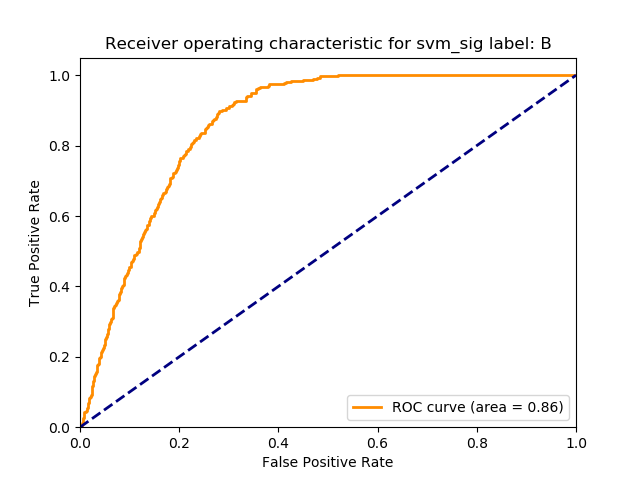 Receiver operating characteristic for svm_sig label: B
1.0
0.8
0.6
0.4
0.2
0.0
True Positive Rate
ROC curve (area = 0.86)
0.0 0.2 0.4 0.6 0.8 1.0
False Positive Rate